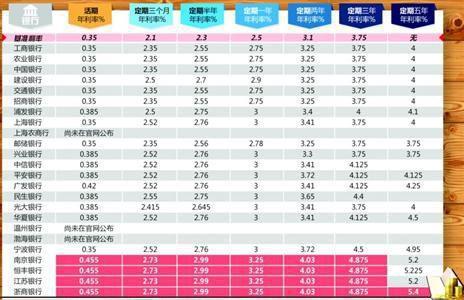 银行 活期年利率% 定期三个月年利率% 定期半年年利率% 定期一年年利率% 定期两年年利率% 定期三年年利率% 定期五年年利率%
基准利率 0.35 2.1 2.3 2.5 3.1 3.75 无
工商银行 0.35 2.35 2.55 2.75 3.25 3.75 4
农业银行 0.35 2.35 2.55 2.75 3.25 3.75 4
中国银行 0.35 2.35 2.55 2.75 3.25 3.75 4
建设银行 0.35 2.75 3.75 4
交通银行 0.35 2.35 2.55 2.75 3.25 3.75 4
招商银行 0.35 2.35 2.55 2.75 3.25 3.75 4
浦发银行 0.35 2.5 3 3.4 4 4.1
上海银行 0.35 2.52 2.76 3 3.41 3.75 4
上海农商行 尚未在官网公布
邮储银行 0.35 2.35 2.56 2.78 3.25 3.75 3.75
兴业银行 0.385 2.52 2.76 3 3.3 3.75 3.75
中信银行 0.385 2.52 2.76 3 3.41 4.125
平安银行 0.385 2.52 2.76 3 3.72 4.125 4.125
广发银行 0.42 2.52 2.76 3 3.41 4.125 4.25
民生银行 0.385 2.55 2.78 3 3.65 4.4
光大银行 0.385 2.415 2.645 3 3.41 3.75 4
华夏银行 0.385 2.52 2.76 3 3.41 4.125 4.5
温州银行 尚未在官网公布
渤海银行 尚未在官网公布
宁波银行 0.35 2.52 2.76 3 3.72 4.5 4.95
南京银行 0.455 2.73 2.99 3.25 4.03 4.875 5.2
恒丰银行 0.455 2.73 2.99 3.25 4.03 4.875 5.225
江苏银行 0.455 2.73 2.99 3.25 4.03 4.875 5.2
浙商银行 0.455 2.73 2.99 3.25 4.03 4.875 5.4